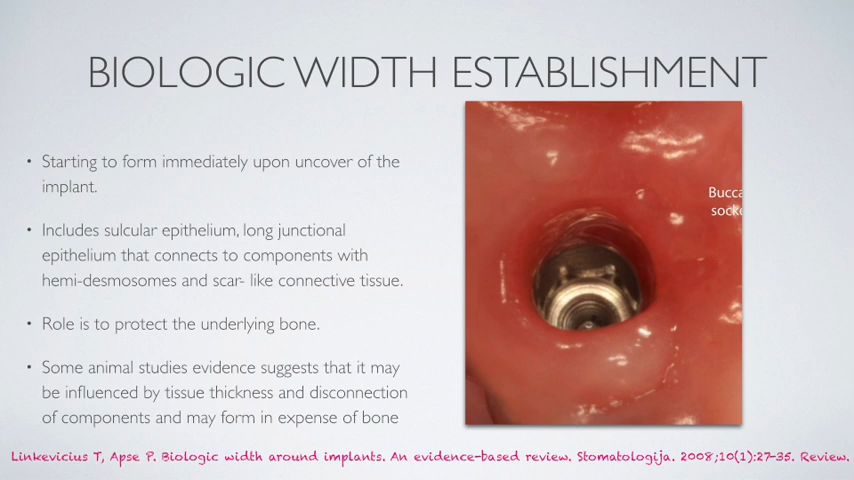 BIOLOGIC WIDTH ESTABLISHMENT
• Starting to form immediately upon uncover of the
implant.
• Includes sulcular epithelium, long junctional
epithelium that connects to components with
hemi-desmosomes and scar- like connective tissue.
• Role is to protect the underlying bone.
• Some animal studies evidence suggests that it may
be influenced by tissue thickness and disconnection
of components and may form in expense of bone
Bucca
socke
Linkevicius T, Apse P. Biologic width around implants. An evidence-based review. Stomatologija. 2008;10(1):27-35. Review.